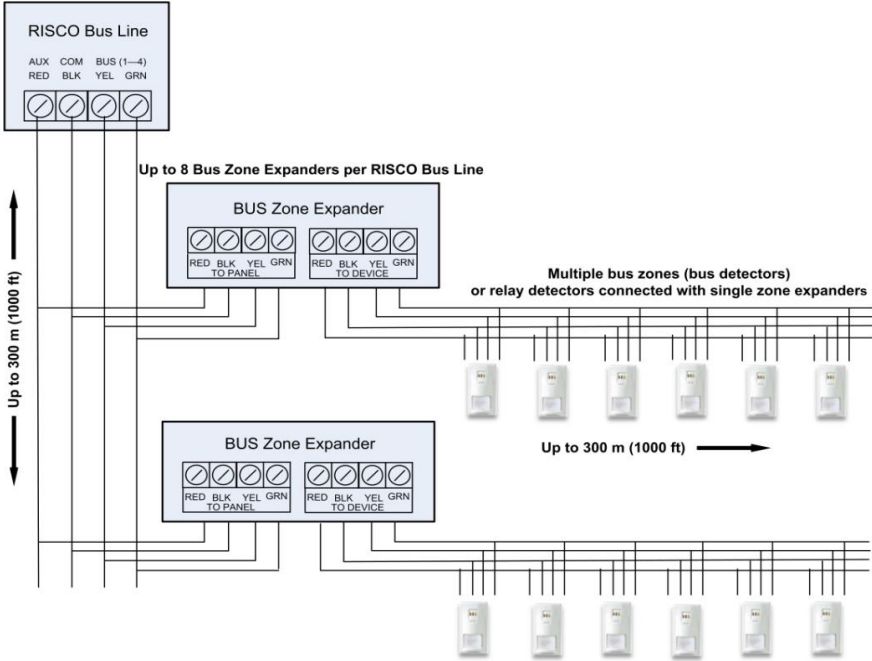 RISCO Bus Line
AUX COM BUS (1—4)
RED BLK YEL GRN
Up to 8 Bus Zone Expanders per RISCO Bus Line
BUS Zone Expander
RED BLK YEL GRN RED BLK YEL GRN
TO PANEL TO DEVICE
Multiple bus zones (bus detectors)
or relay detectors connected with single zone expanders
Up to 300 m (1000 ft)
Up to 300 m (1000 ft)
BUS Zone Expander
RED BLK YEL GRN RED BLK YEL GRN
TO PANEL TO DEVICE